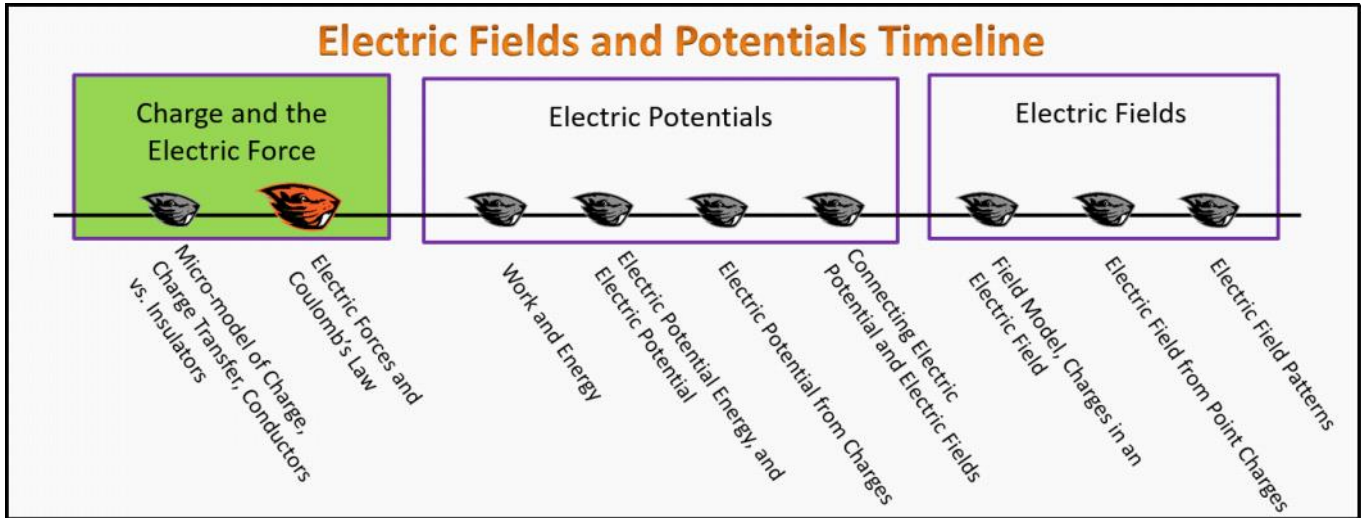 Electric Fields and Potentials Timeline
Charge and the
Electric Force
Electric Potentials
Electric Fields
Micro-model of Charge,
Charge Transfer, Conductors
vs. Insulators
Electric Forces and
Coulomb's Law
Work and Energy
Electric Potential Energy, and
Electric Potential
Electric Potential from Charges
Connecting Electric
Potential and Electric Fields
Field Model, Charges in an
Electric Field
Electric Field from Point Charges
Electric Field Patterns